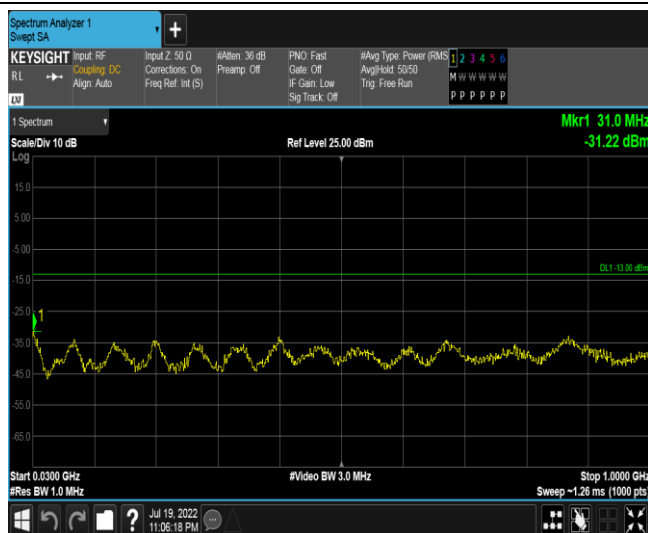 Spectrum Analyzer 1
Swept SA
+
KEYSIGHT
RL
Input: RF
Coupling: DC
Align: Auto
Input Z: 50 Ω
Corrections: On
Freq Ref: Int (S)
#Atten: 36 dB
Preamp: Off
PNO: Fast
Gate: Off
IF Gain: Low
Sig Track: Off
#Avg Type: Power (RMS
Avg|Hold: 50/50
Trig: Free Run
1 2 3 4 5 6
M W W W W W
P P P P P P
1 Spectrum
Mkr1 31.0 MHz
Scale/Div 10 dB
Ref Level 25.00 dBm
-31.22 dBm
Log
15.0
5.00
-5.00
DL1 -13.00 dBm
-15.0
-25.0
1
-35.0
-45.0
-55.0
-65.0
Start 0.0300 GHz
#Video BW 3.0 MHz
Stop 1.0000 GHz
#Res BW 1.0 MHz
Sweep ~1.26 ms (1000 pts)
?
Jul 19, 2022
11:06:18 PM